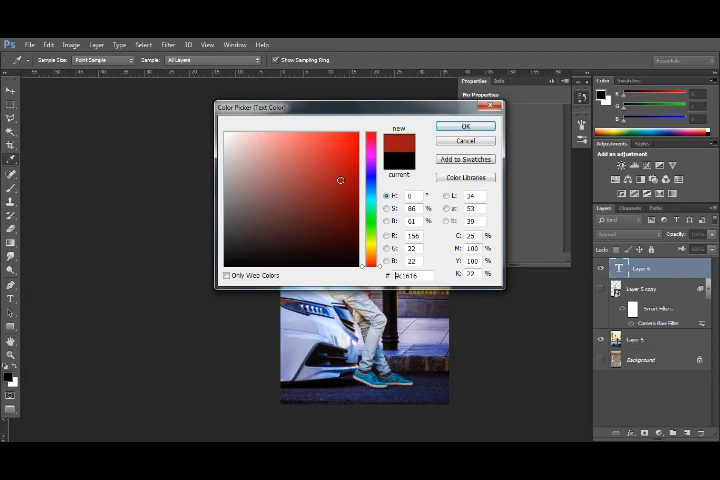 Ps File Edit Image Layer Type Select Filter 3D View Window Help
Sample Size: Point Sample Sample: All Layers Show Sampling Ring Essentials
Properties
No Properties
Color Swatches
R
G
B
Adjustments Styles
Add an adjustment
Layers Channels Paths
Kind
Normal Opacity:
Lock: Fill:
T Layer 6
Layer 5 copy
Smart Filters
Camera Raw Filter
Layer 5
Background
Color Picker (Text Color)
new
current
OK
Cancel
Add to Swatches
Color Libraries
H: 0 °
S: 86 %
B: 61 %
R: 156
G: 22
B: 22
# 9c1616
L: 34
a: 53
b: 39
C: 25 %
M: 100 %
Y: 100 %
K: 22 %
Only Web Colors